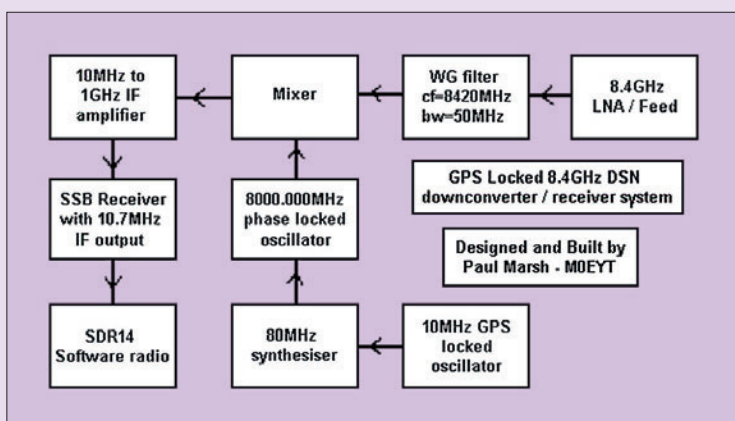 10MHz to
1GHz IF
amplifier
Mixer
WG filter
cf=8420MHz
bw=50MHz
8.4GHz
LNA / Feed
SSB Receiver
with 10.7MHz
IF output
8000.000MHz
phase locked
oscillator
GPS Locked 8.4GHz DSN
downconverter / receiver system
Designed and Built by
Paul Marsh - M0EYT
SDR14
Software radio
80MHz
synthesiser
10MHz GPS
locked
oscillator